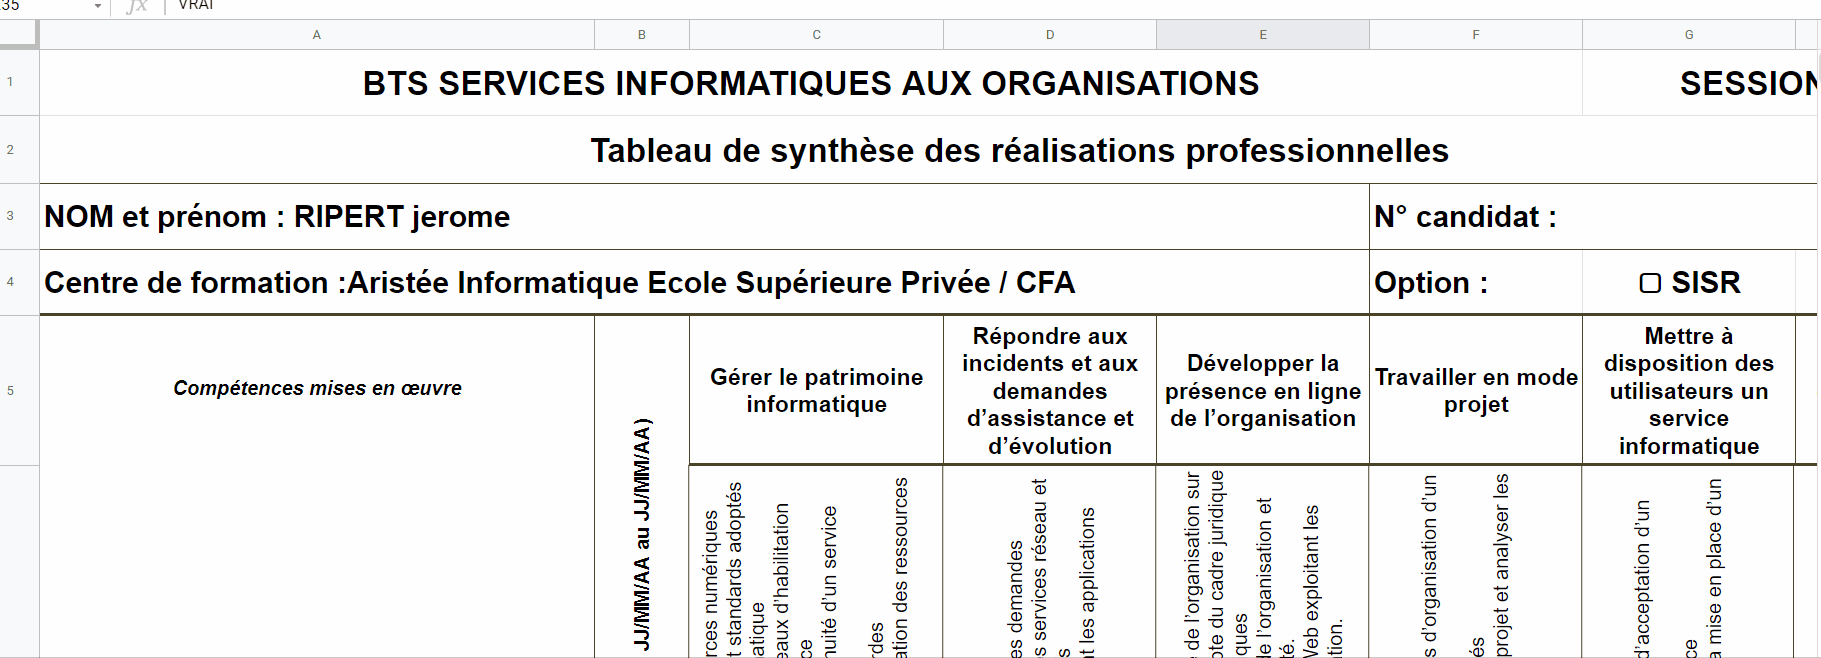 35
fx
VRAI
A B C D E F G
1
BTS SERVICES INFORMATIQUES AUX ORGANISATIONS
SESSION
2
Tableau de synthèse des réalisations professionnelles
3
NOM et prénom : RIPERT jerome
N° candidat :
4
Centre de formation :Aristée Informatique Ecole Supérieure Privée / CFA
Option :
☐ SISR
5
Compétences mises en œuvre
JJ/MM/AA au JJ/MM/AA)
Gérer le patrimoine
informatique
Répondre aux
incidents et aux
demandes
d’assistance et
d’évolution
Développer la
présence en ligne
de l’organisation
Travailler en mode
projet
Mettre à
disposition des
utilisateurs un
service
informatique
rces numériques
t standards adoptés
atique
eaux d’habilitation
ce
nuité d’un service
rdes
ation des ressources
es demandes
s services réseau et
s
t les applications
de l’organisation sur
pte du cadre juridique
ques
de l’organisation et
té.
Web exploitant les
tion.
s d’organisation d’un
és
projet et analyser les
d’acceptation d’un
ce
a mise en place d’un